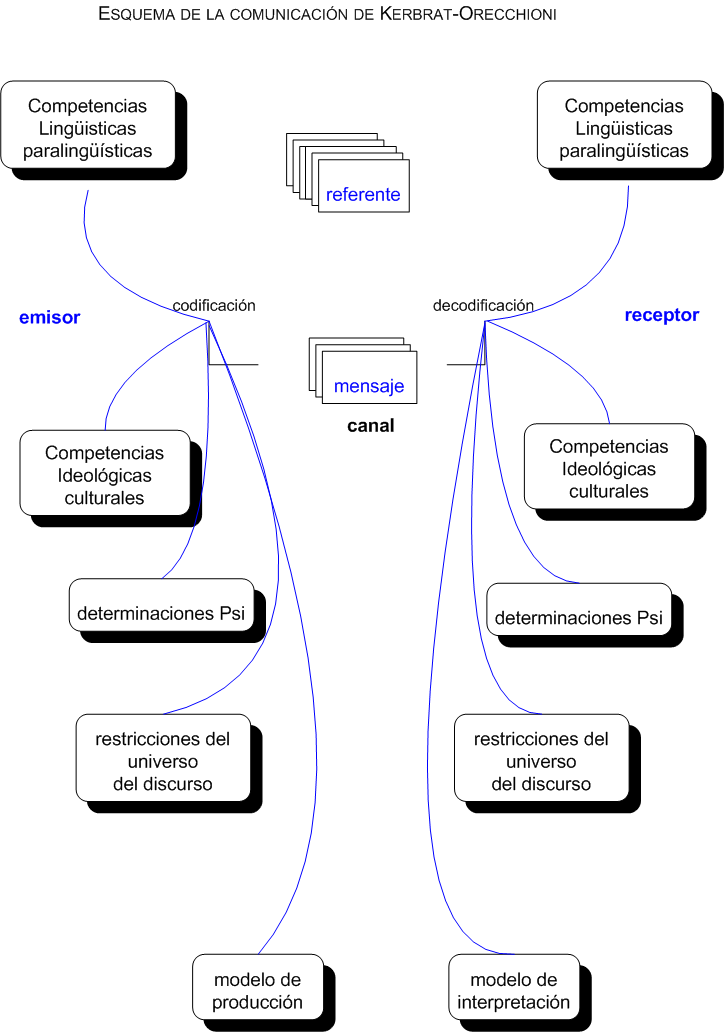 ESQUEMA DE LA COMUNICACIÓN DE KERBRAT-ORECCHIONI
Competencias
Lingüisticas
paralingüísticas
Competencias
Lingüisticas
paralingüísticas
referente
codificación
decodificación
emisor
receptor
mensaje
canal
Competencias
Ideológicas
culturales
Competencias
Ideológicas
culturales
determinaciones Psi
determinaciones Psi
restricciones del
universo
del discurso
restricciones del
universo
del discurso
modelo de
producción
modelo de
interpretación